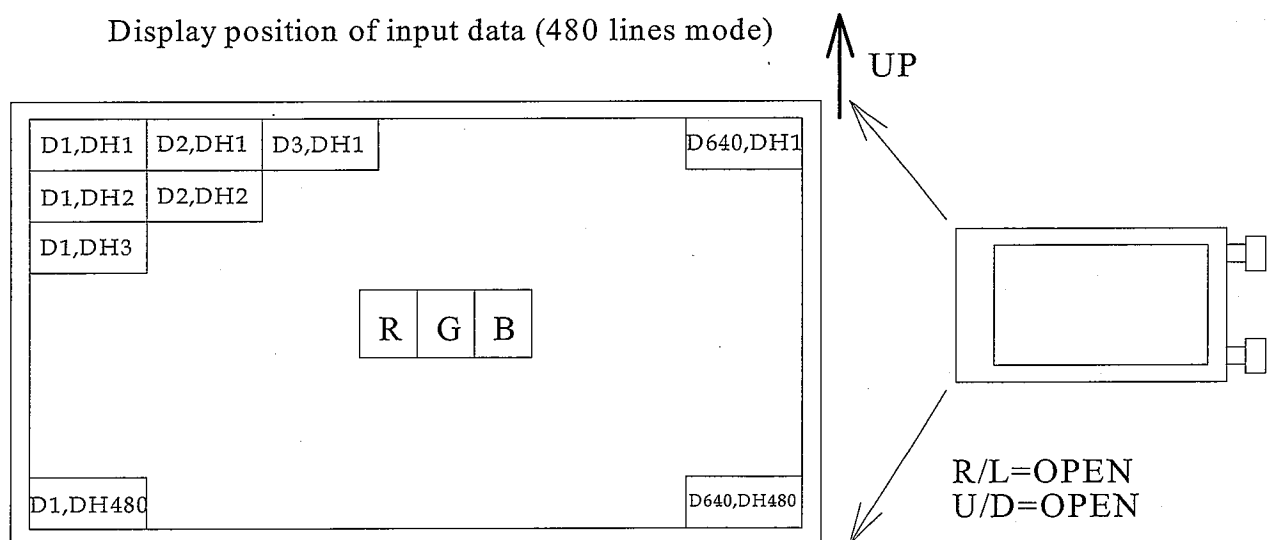 Display position of input data (480 lines mode)
UP
D1,DH1 D2,DH1 D3,DH1 D640,DH1
D1,DH2 D2,DH2
D1,DH3
R G B
D1,DH480 D640,DH480
R/L=OPEN
U/D=OPEN